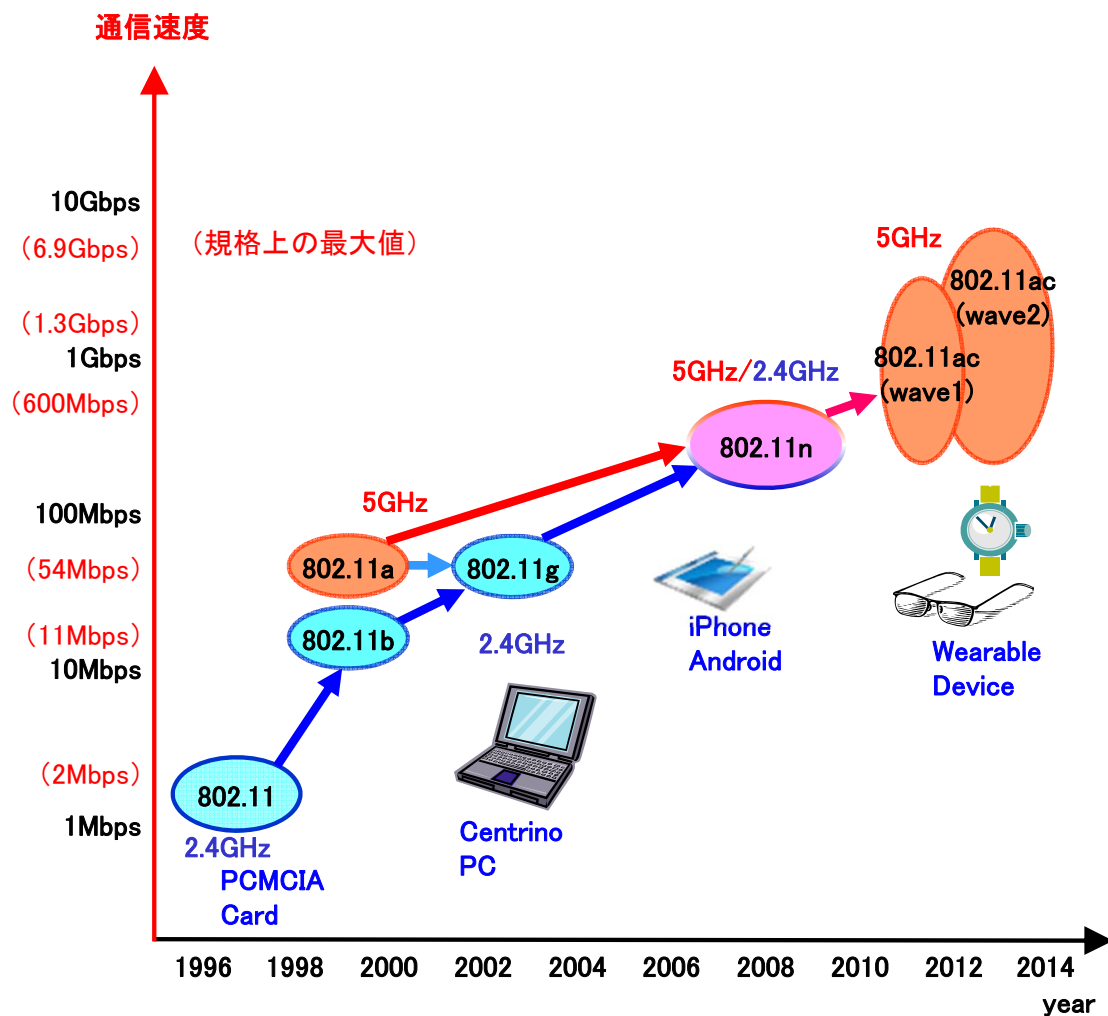 通信速度
10Gbps
(6.9Gbps)
(規格上の最大値)
5GHz
802.11ac
(wave2)
(1.3Gbps)
1Gbps
802.11ac
(wave1)
5GHz/2.4GHz
(600Mbps)
802.11n
5GHz
100Mbps
(54Mbps)
802.11a
802.11g
(11Mbps)
802.11b
2.4GHz
10Mbps
iPhone
Android
Wearable
Device
(2Mbps)
802.11
1Mbps
2.4GHz
Centrino
PC
PCMCIA
Card
1996 1998 2000 2002 2004 2006 2008 2010 2012 2014
year